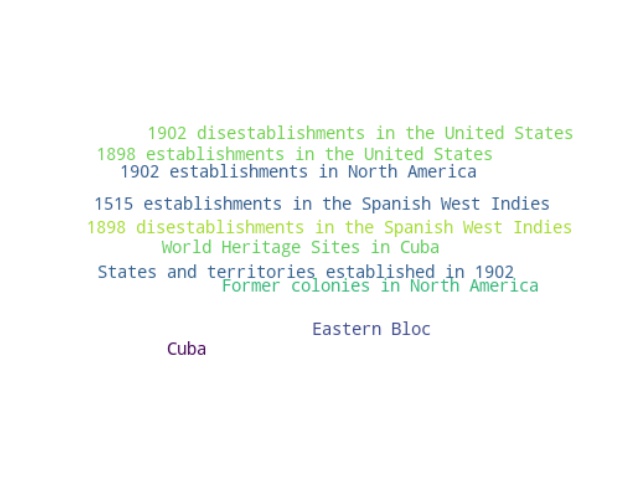 1902 disestablishments in the United States
1898 establishments in the United States
1902 establishments in North America
1515 establishments in the Spanish West Indies
1898 disestablishments in the Spanish West Indies
World Heritage Sites in Cuba
States and territories established in 1902
Former colonies in North America
Eastern Bloc
Cuba